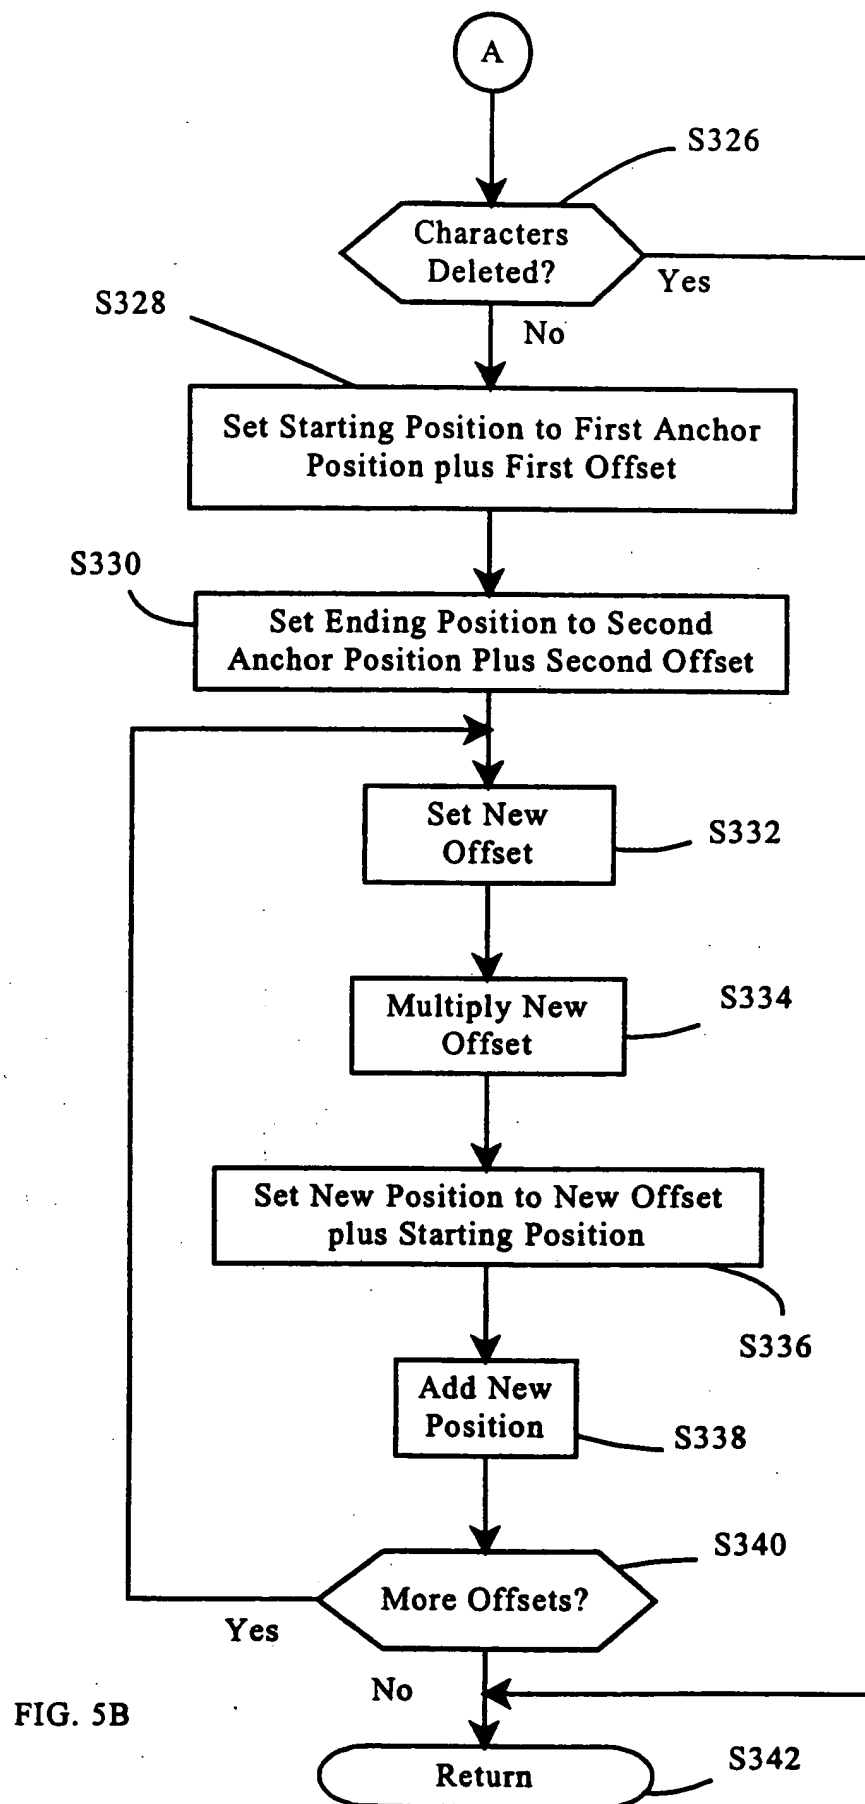 A
S326
Characters
Deleted?
Yes
S328
No
Set Starting Position to First Anchor
Position plus First Offset
S330
Set Ending Position to Second
Anchor Position Plus Second Offset
Set New
Offset
S332
Multiply New
Offset
S334
Set New Position to New Offset
plus Starting Position
S336
Add New
Position
S338
S340
More Offsets?
Yes
No
FIG. 5B
Return
S342